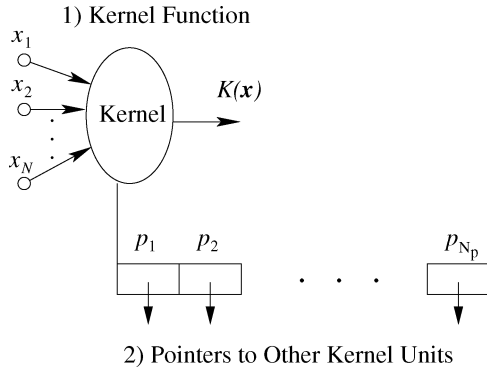 1) Kernel Function
x1
x2
xN
Kernel
K(x)
p1 p2 . . . pNp
2) Pointers to Other Kernel Units